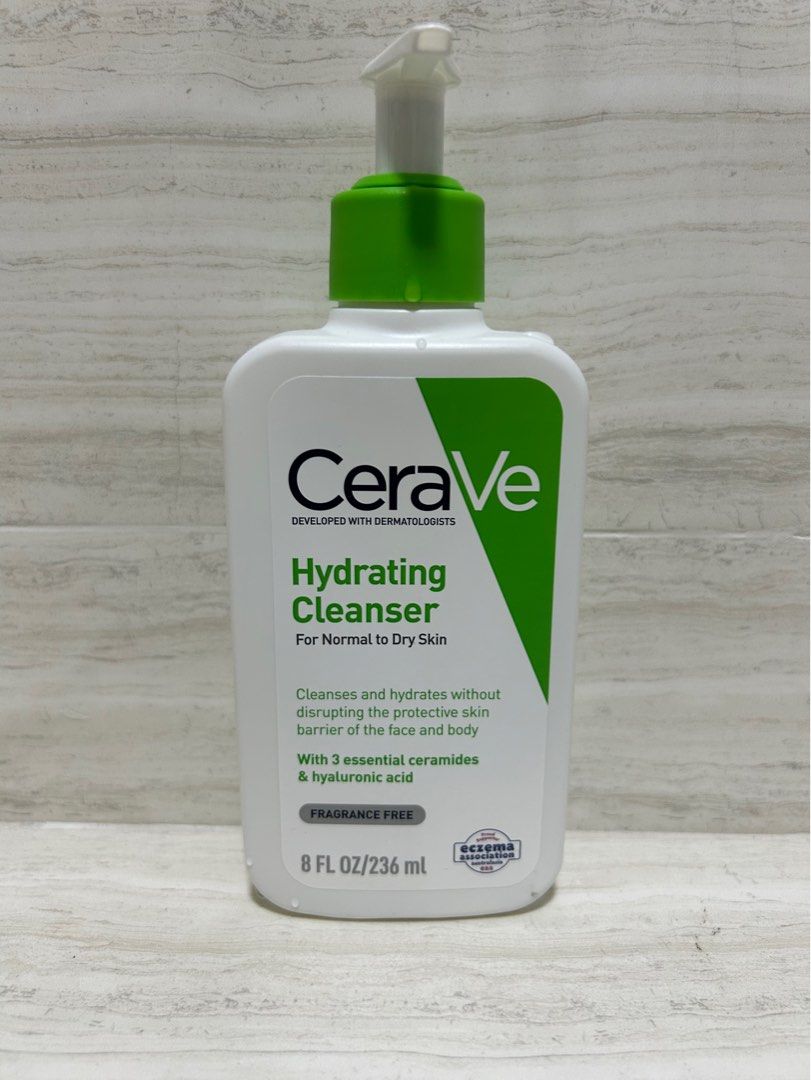 CeraVe
DEVELOPED WITH DERMATOLOGISTS
Hydrating
Cleanser
For Normal to Dry Skin
Cleanses and hydrates without
disrupting the protective skin
barrier of the face and body
With 3 essential ceramides
& hyaluronic acid
FRAGRANCE FREE
8 FL OZ/236 ml
eczema
association
australasia